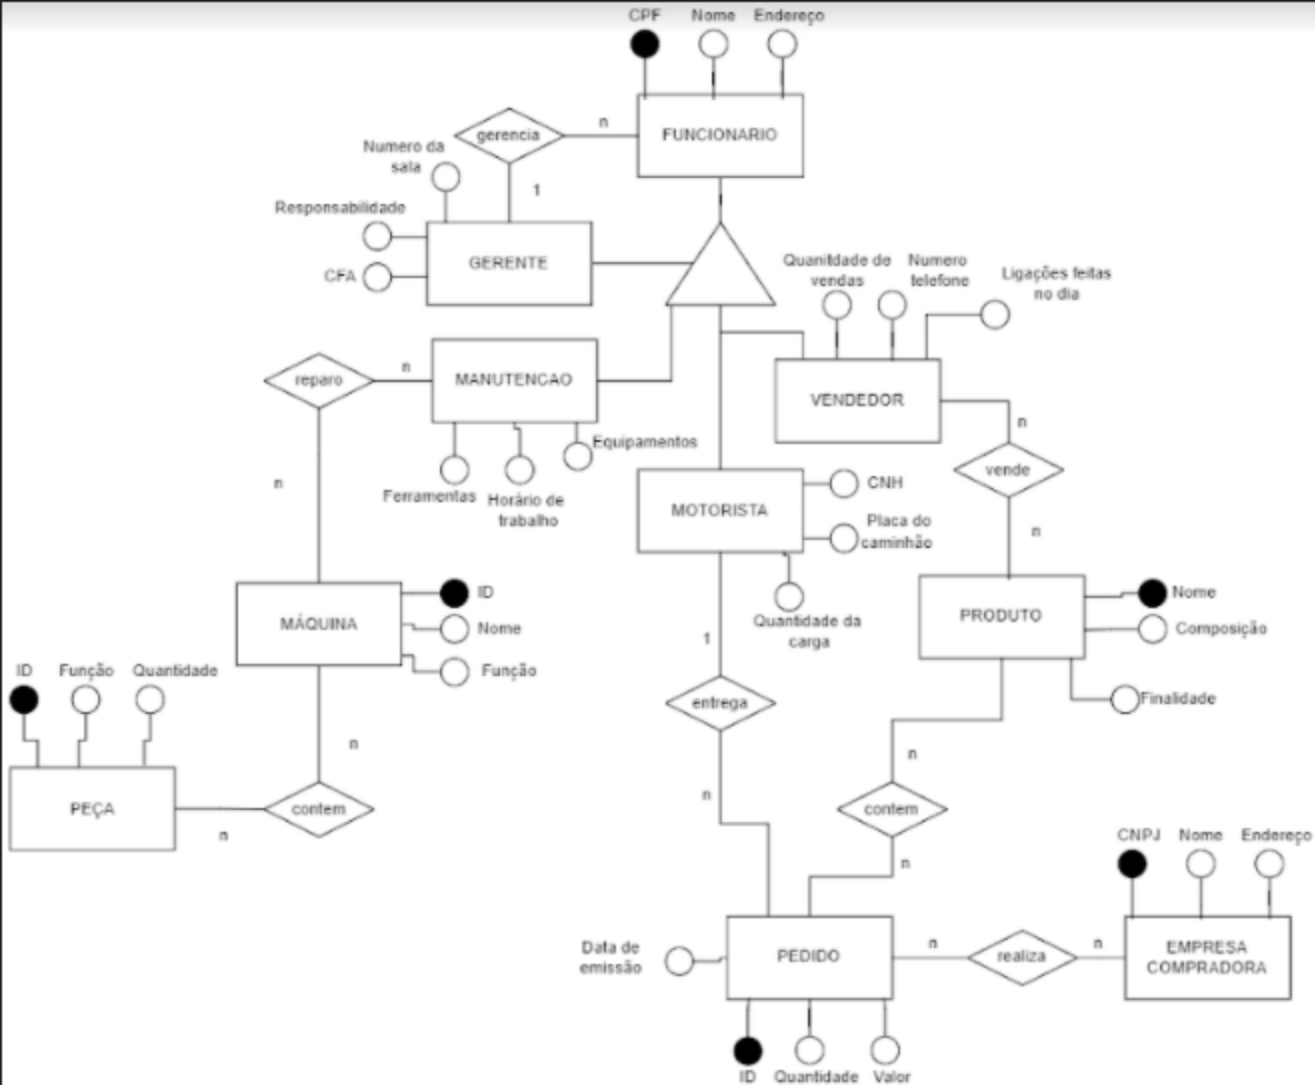 CPF
Nome
Endereço
FUNCIONARIO
gerencia
n
1
Numero da
sala
Responsabilidade
CFA
GERENTE
Quanitdade de
vendas
Numero
telefone
Ligações feitas
no dia
VENDEDOR
reparo
n
n
MANUTENCAO
Equipamentos
Ferramentas
Horário de
trabalho
n
vende
n
MOTORISTA
CNH
Placa do
caminhão
Quantidade da
carga
MÁQUINA
ID
Nome
Função
PRODUTO
Nome
Composição
Finalidade
ID
Função
Quantidade
PEÇA
n
contem
n
1
entrega
n
n
contem
n
CNPJ
Nome
Endereço
EMPRESA
COMPRADORA
n
realiza
n
PEDIDO
Data de
emissão
ID
Quantidade
Valor